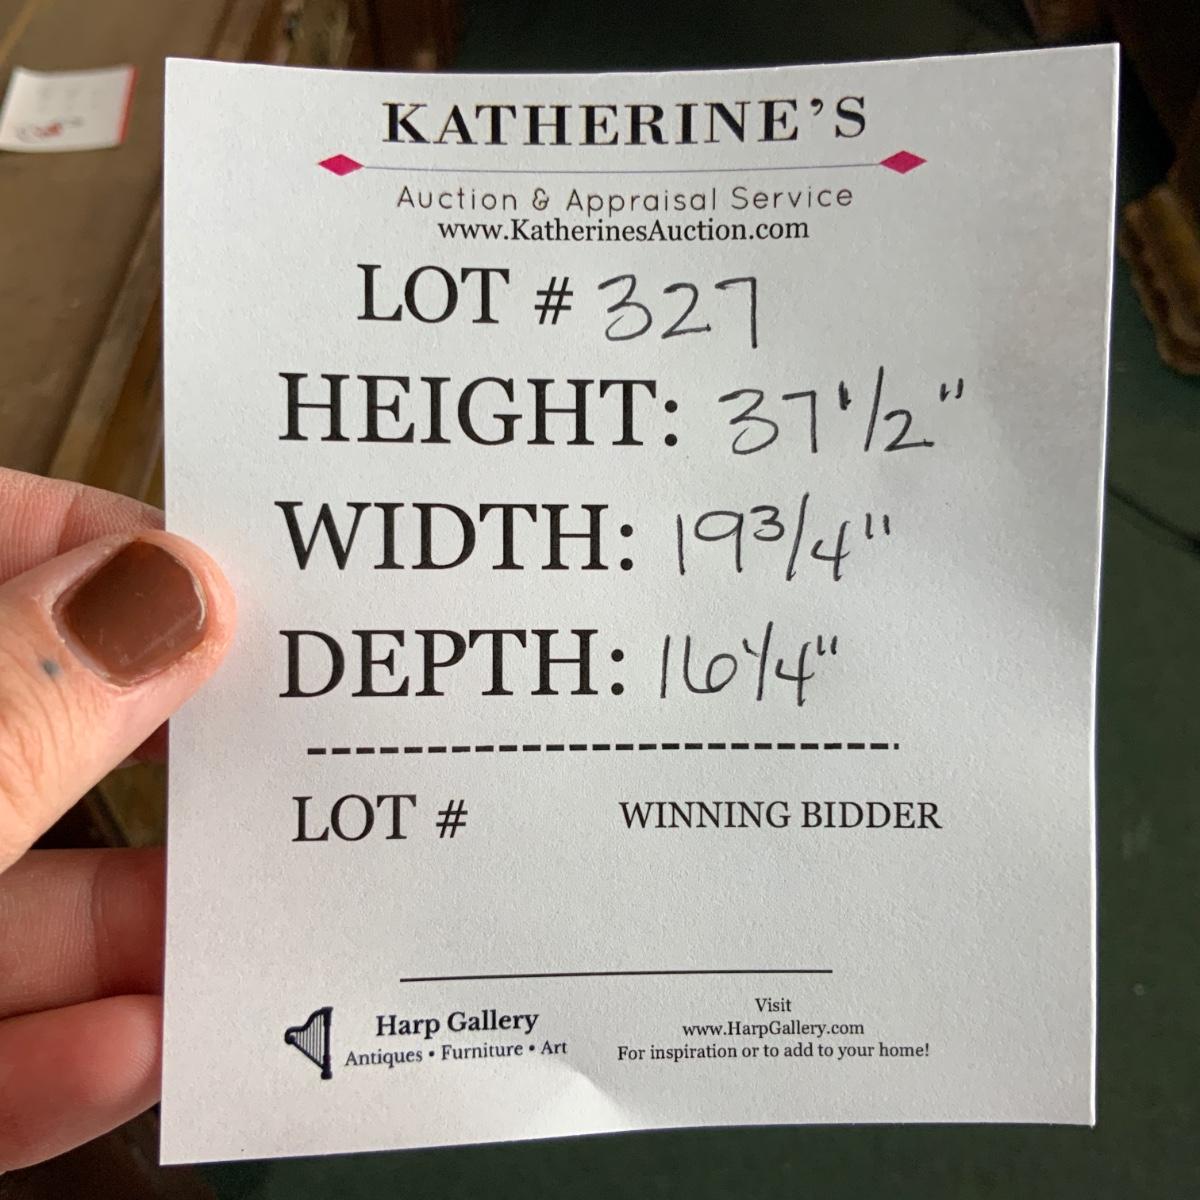 KATHERINE'S
Auction & Appraisal Service
www.KatherinesAuction.com
LOT # 327
HEIGHT: 37 1/2"
WIDTH: 19 3/4"
DEPTH: 16 1/4"
LOT # WINNING BIDDER
Harp Gallery
Antiques • Furniture • Art
Visit
www.HarpGallery.com
For inspiration or to add to your home!